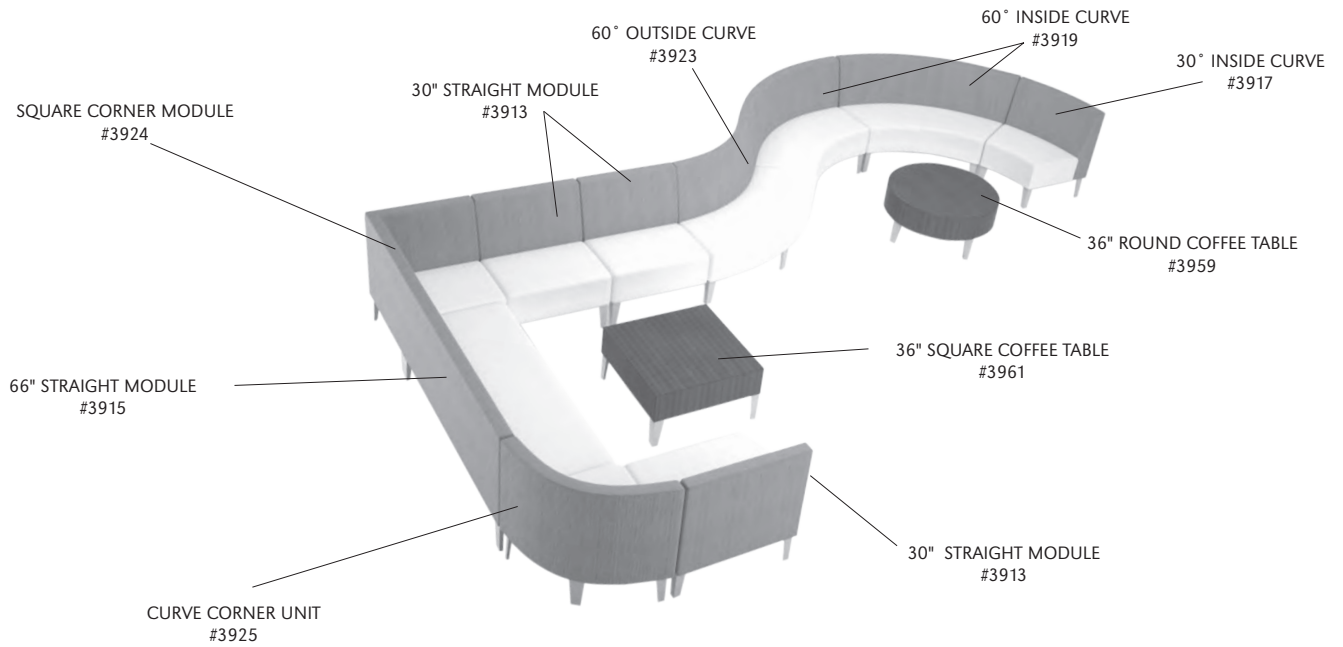 60˚ INSIDE CURVE
#3919
60˚ OUTSIDE CURVE
#3923
30˚ INSIDE CURVE
#3917
30" STRAIGHT MODULE
#3913
SQUARE CORNER MODULE
#3924
36" ROUND COFFEE TABLE
#3959
36" SQUARE COFFEE TABLE
#3961
66" STRAIGHT MODULE
#3915
30" STRAIGHT MODULE
#3913
CURVE CORNER UNIT
#3925